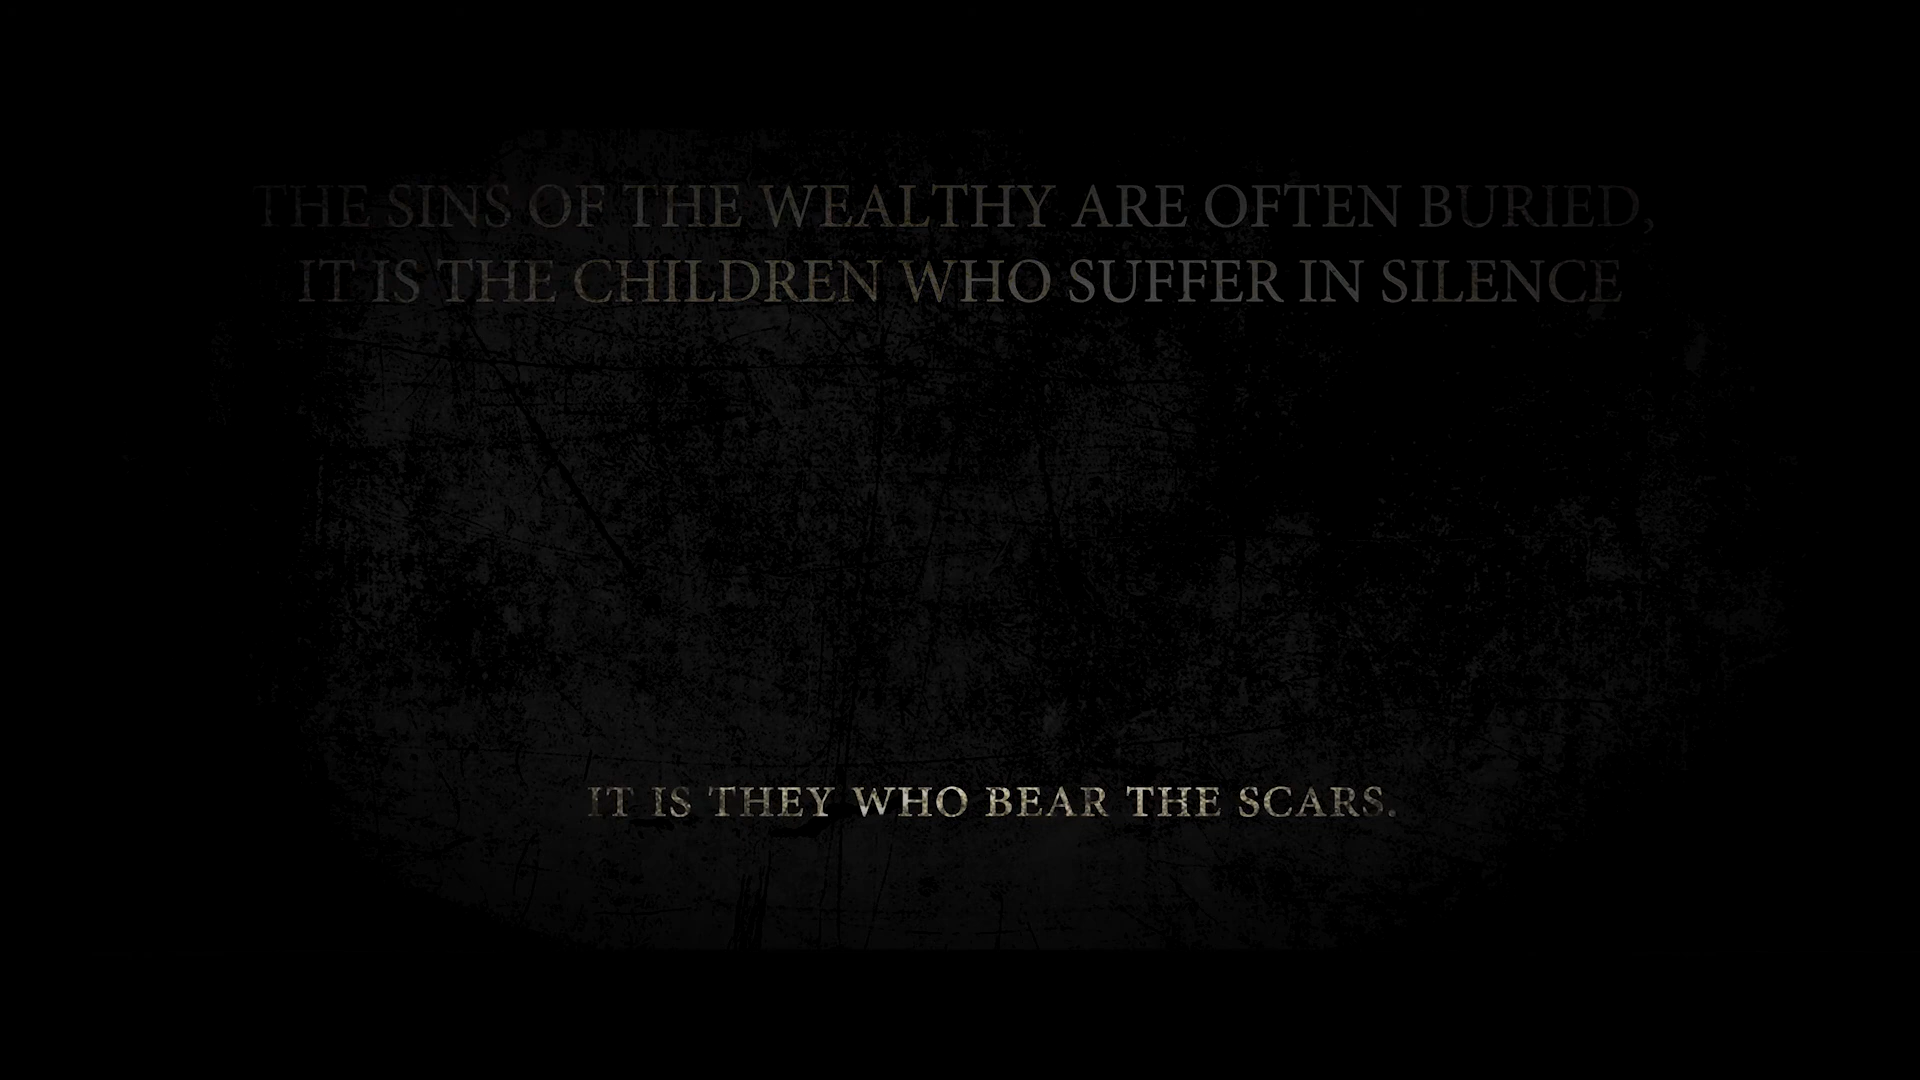 THE SINS OF THE WEALTHY ARE OFTEN BURIED,
IT IS THE CHILDREN WHO SUFFER IN SILENCE
IT IS THEY WHO BEAR THE SCARS.